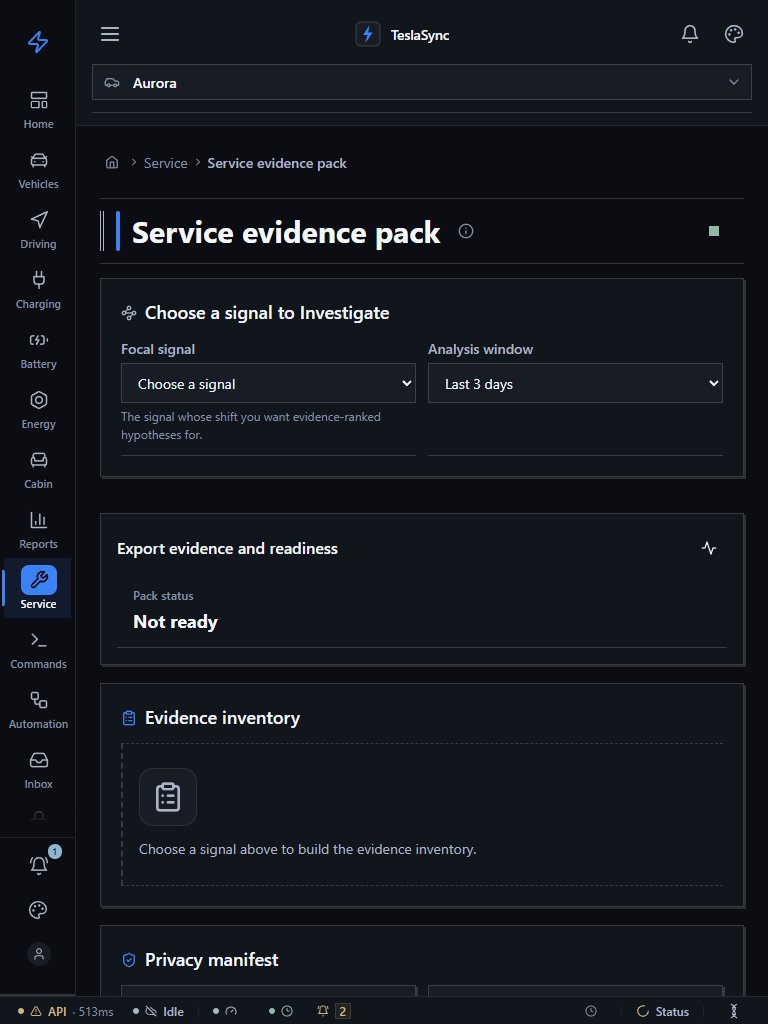 TeslaSync
Aurora
Home
Vehicles
Driving
Charging
Battery
Energy
Cabin
Reports
Service
Commands
Automation
Inbox
1
Service
Service evidence pack
Service evidence pack
Choose a signal to Investigate
Focal signal
Analysis window
Choose a signal
Last 3 days
The signal whose shift you want evidence-ranked
hypotheses for.
Export evidence and readiness
Pack status
Not ready
Evidence inventory
Choose a signal above to build the evidence inventory.
Privacy manifest
API · 513ms
Idle
2
Status